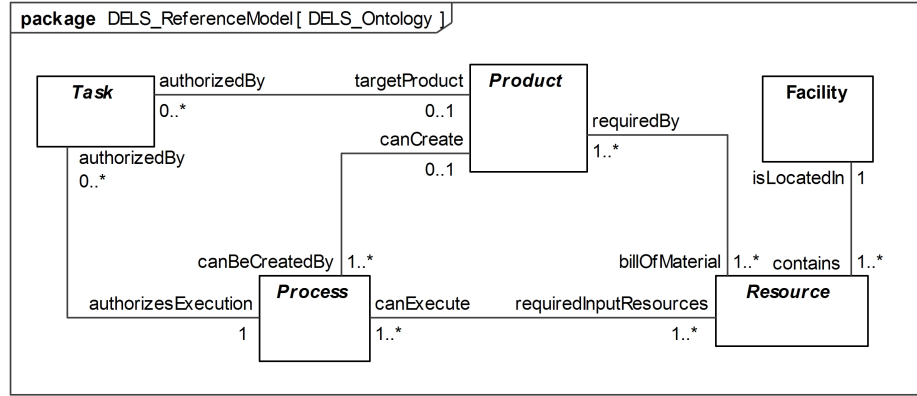 package DELS_ReferenceModel[ DELS_Ontology ]
Task
authorizedBy
0..*
targetProduct
0..1
Product
Facility
requiredBy
1..*
canCreate
0..1
authorizedBy
0..*
isLocatedIn
1
canBeCreatedBy
1..*
billOfMaterial
1..*
contains
1..*
Process
Resource
authorizesExecution
1
canExecute
1..*
requiredInputResources
1..*